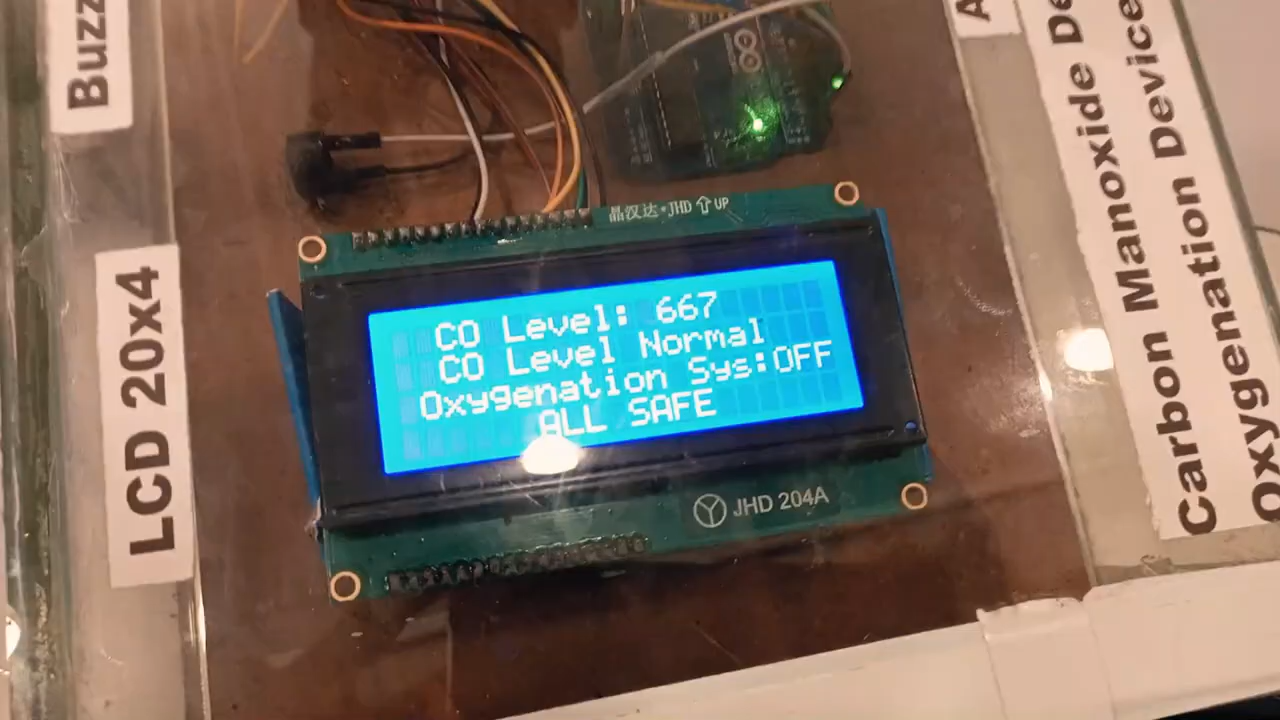 Buzz
晶汉达·JHD UP
CO Level: 667
CO Level Normal
Oxygenation Sys:OFF
ALL SAFE
JHD 204A
LCD 20x4
A
Carbon Manoxide De
Oxygenation Device